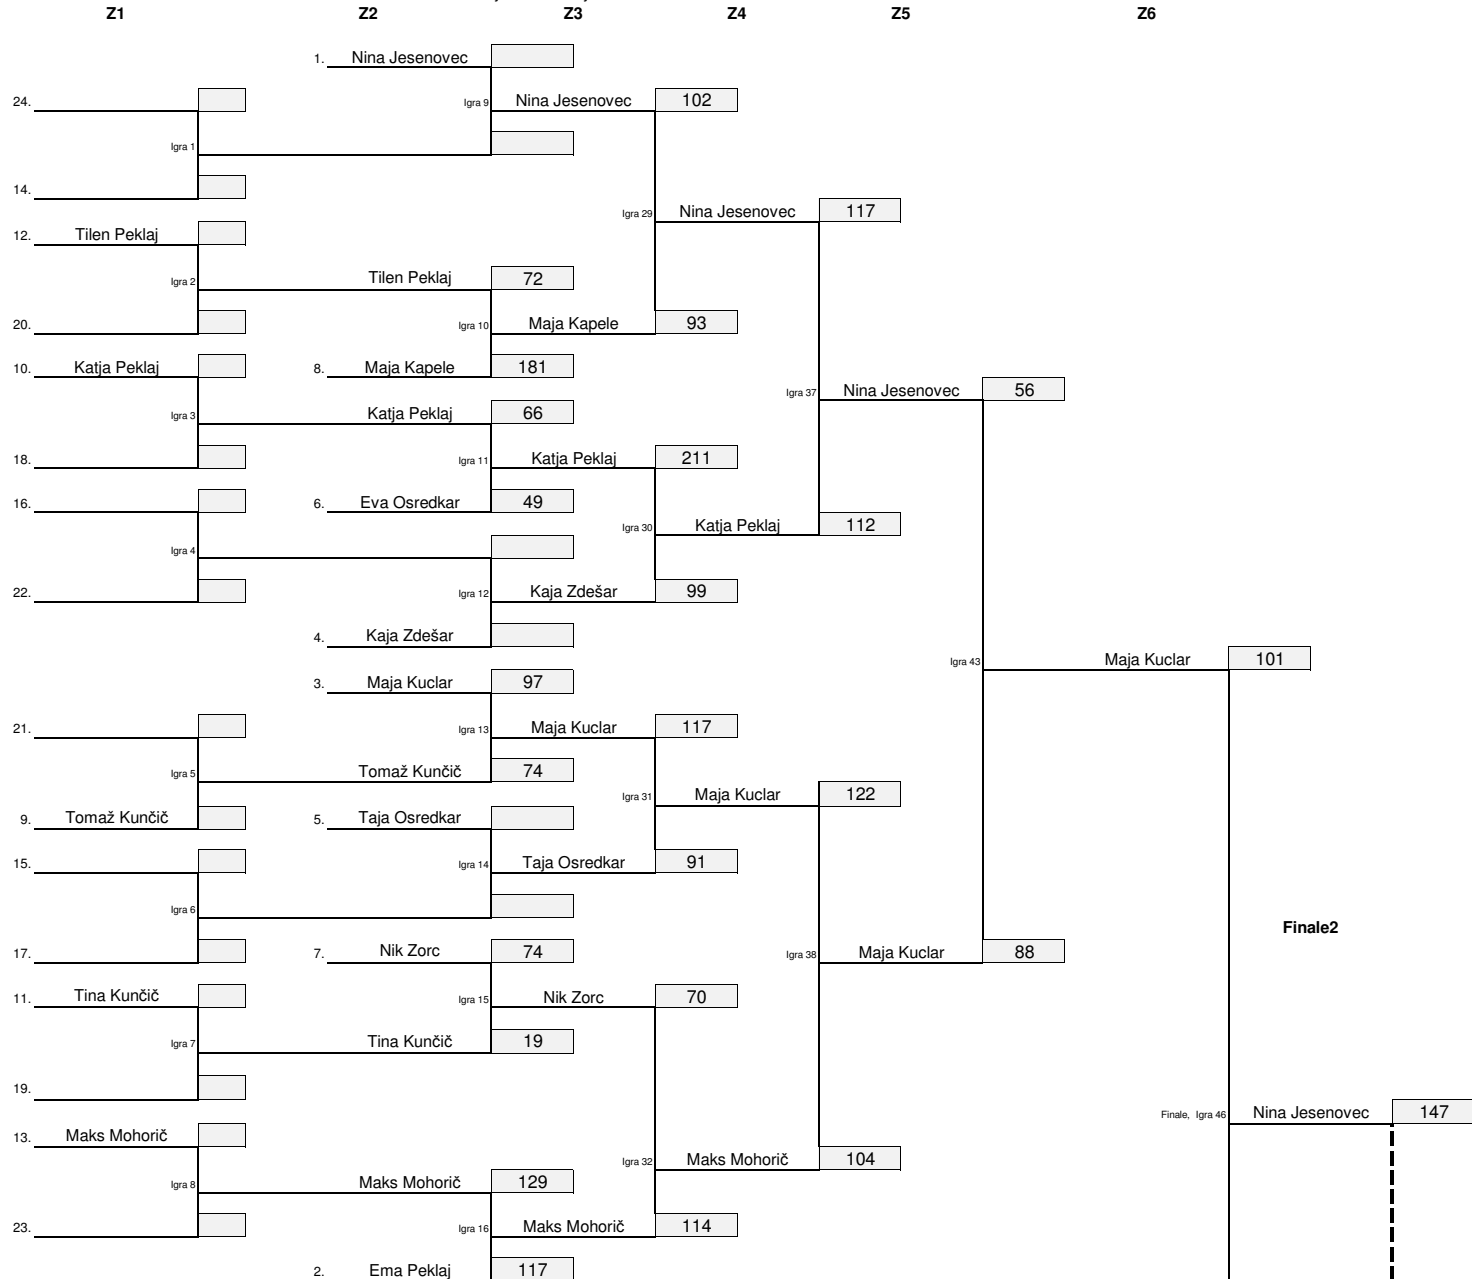 Z1 Z2 Z3 Z4 Z5 Z6
1. Nina Jesenovec
24. Igra 9 Nina Jesenovec 102
Igra 1
14.
Igra 29 Nina Jesenovec 117
12. Tilen Peklaj
Igra 2 Tilen Peklaj 72
20. Igra 10 Maja Kapele 93
10. Katja Peklaj 8. Maja Kapele 181
Igra 37 Nina Jesenovec 56
Igra 3 Katja Peklaj 66
18. Igra 11 Katja Peklaj 211
16. 6. Eva Osredkar 49
Igra 30 Katja Peklaj 112
Igra 4
22. Igra 12 Kaja Zdešar 99
4. Kaja Zdešar
Igra 43 Maja Kuclar 101
3. Maja Kuclar 97
21. Igra 13 Maja Kuclar 117
Igra 5 Tomaž Kunčič 74
Igra 31 Maja Kuclar 122
9. Tomaž Kunčič 5. Taja Osredkar
15. Igra 14 Taja Osredkar 91
Igra 6
Finale2
17. 7. Nik Zorc 74 Igra 38 Maja Kuclar 88
11. Tina Kunčič Igra 15 Nik Zorc 70
Igra 7 Tina Kunčič 19
19.
Finale, Igra 46 Nina Jesenovec 147
13. Maks Mohorič
Igra 32 Maks Mohorič 104
Igra 8 Maks Mohorič 129
23. Igra 16 Maks Mohorič 114
2. Ema Peklaj 117